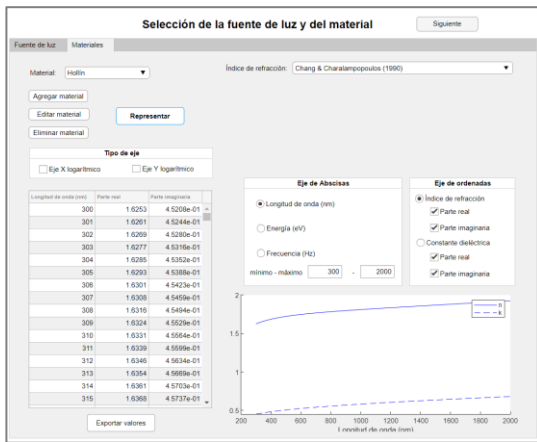 Selección de la fuente de luz y del material
Siguiente
Fuente de luz Materiales
Material: Hollín
Índice de refracción: Chang & Charalampopoulos (1990)
Agregar material
Editar material
Eliminar material
Representar
Tipo de eje
Eje X logarítmico Eje Y logarítmico
Longitud de onda (nm) Parte real Parte imaginaria
300 1.6253 4.5208e-01
301 1.6261 4.5244e-01
302 1.6269 4.5280e-01
303 1.6277 4.5316e-01
304 1.6285 4.5352e-01
305 1.6293 4.5388e-01
306 1.6301 4.5423e-01
307 1.6308 4.5459e-01
308 1.6316 4.5494e-01
309 1.6324 4.5529e-01
310 1.6331 4.5564e-01
311 1.6339 4.5599e-01
312 1.6346 4.5634e-01
313 1.6354 4.5669e-01
314 1.6361 4.5703e-01
315 1.6368 4.5737e-01
Exportar valores
Eje de Abscisas
Longitud de onda (nm)
Energía (eV)
Frecuencia (Hz)
mínimo - máximo 300 - 2000
Eje de ordenadas
Índice de refracción
Parte real
Parte imaginaria
Constante dieléctrica
Parte real
Parte imaginaria
2
1.5
1
0.5
n
k
200 400 600 800 1000 1200 1400 1600 1800 2000
Longitud de onda (nm)